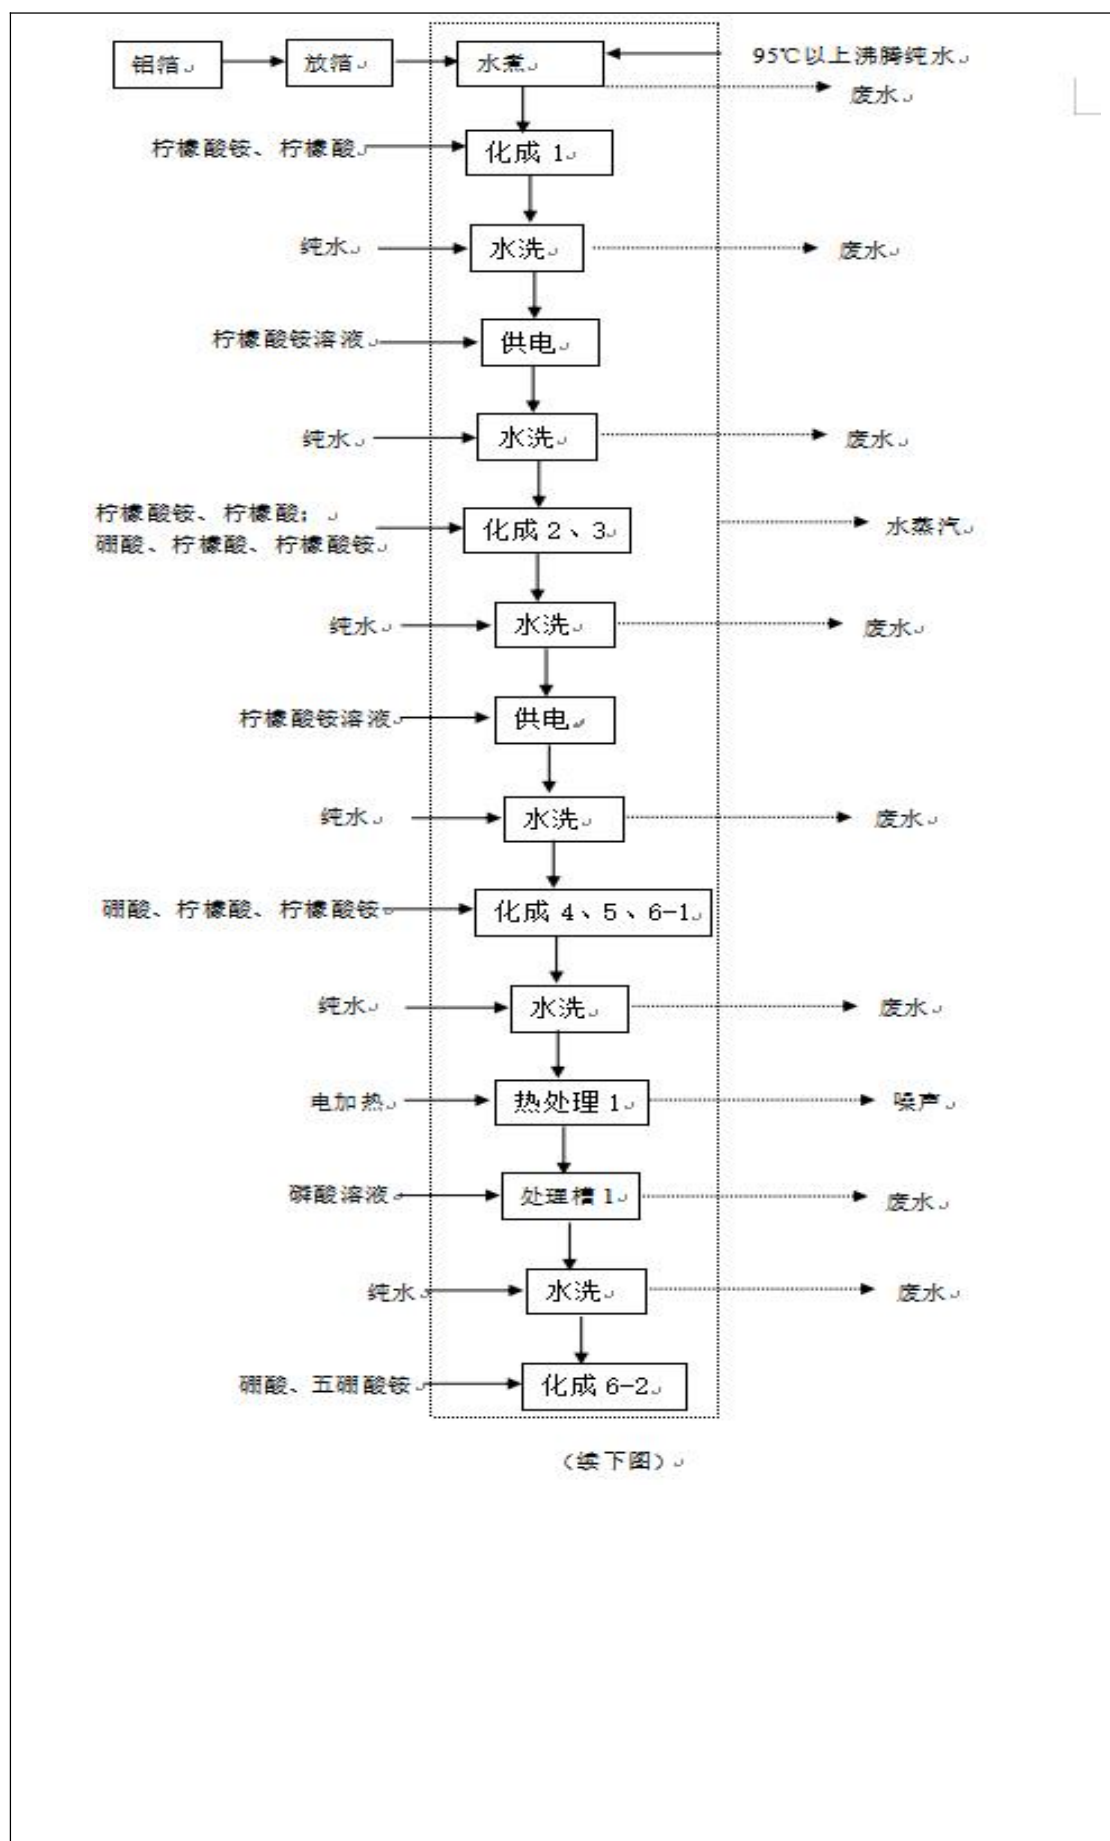 铝箔 放箔 水煮 95℃以上沸腾纯水
废水
柠檬酸铵、柠檬酸 化成 1
纯水 水洗 废水
柠檬酸铵溶液 供电
纯水 水洗 废水
柠檬酸铵、柠檬酸；
硼酸、柠檬酸、柠檬酸铵 化成 2、3 水蒸汽
纯水 水洗 废水
柠檬酸铵溶液 供电
纯水 水洗 废水
硼酸、柠檬酸、柠檬酸铵 化成 4、5、6-1
纯水 水洗 废水
电加热 热处理 1 噪声
磷酸溶液 处理槽 1 废水
纯水 水洗 废水
硼酸、五硼酸铵 化成 6-2
（续下图）